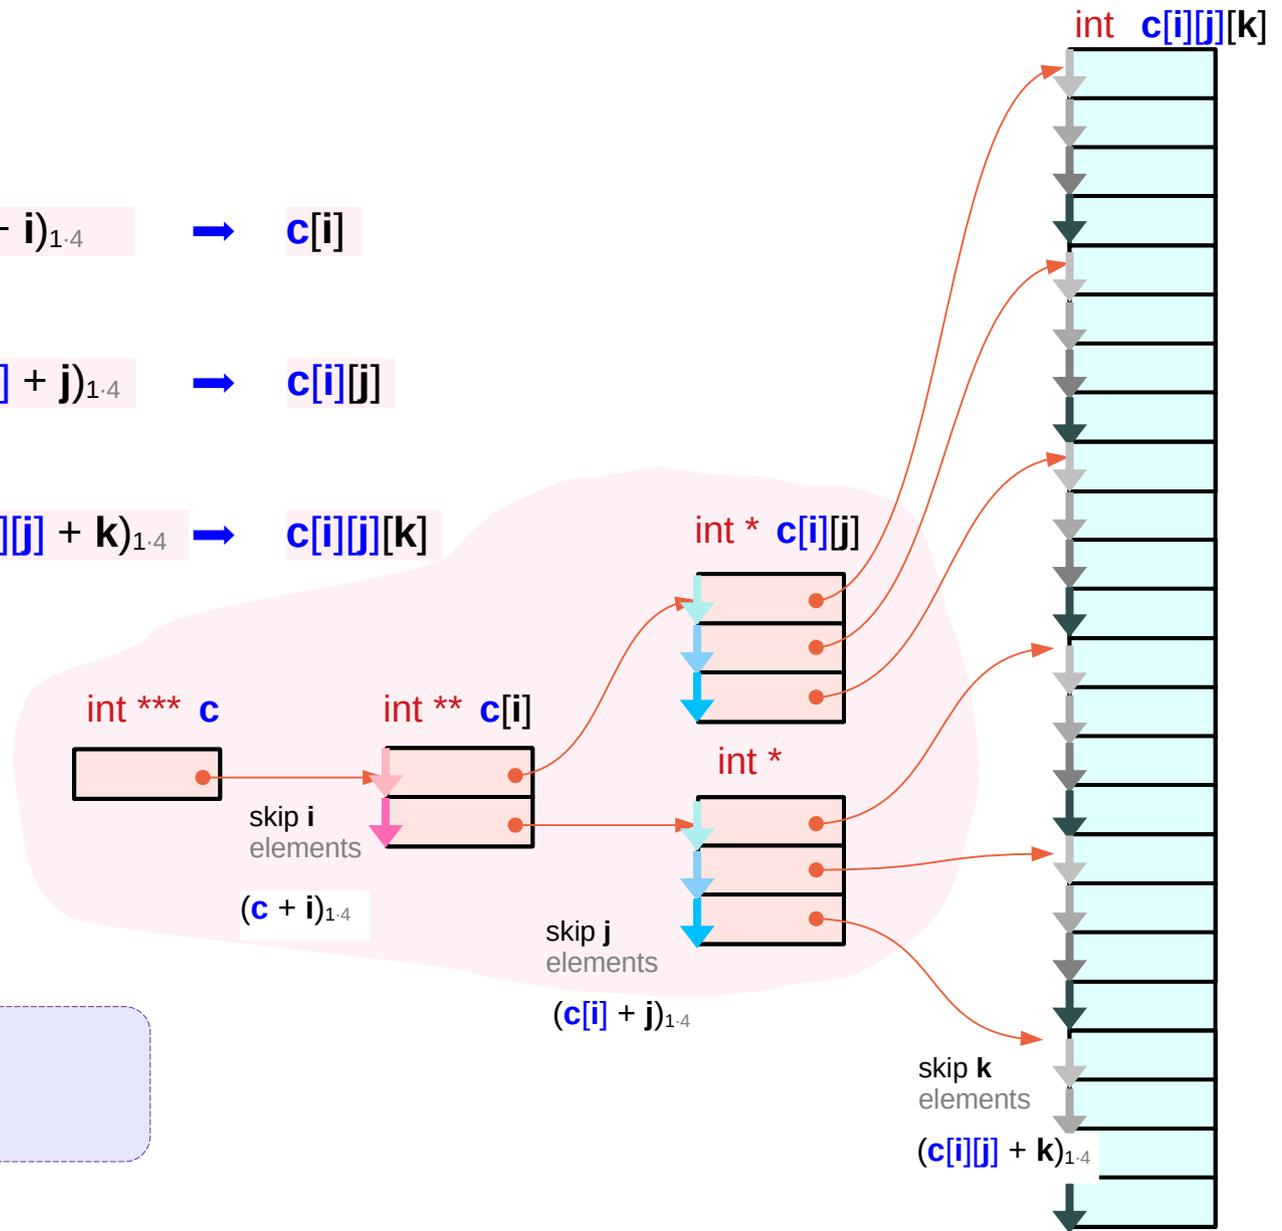 int c[i][j][k]
+ i)1·4 ➡ c[i]
] + j)1·4 ➡ c[i][j]
][j] + k)1·4 ➡ c[i][j][k]
int * c[i][j]
int *** c
int ** c[i]
int *
skip i
elements
(c + i)1·4
skip j
elements
(c[i] + j)1·4
skip k
elements
(c[i][j] + k)1·4